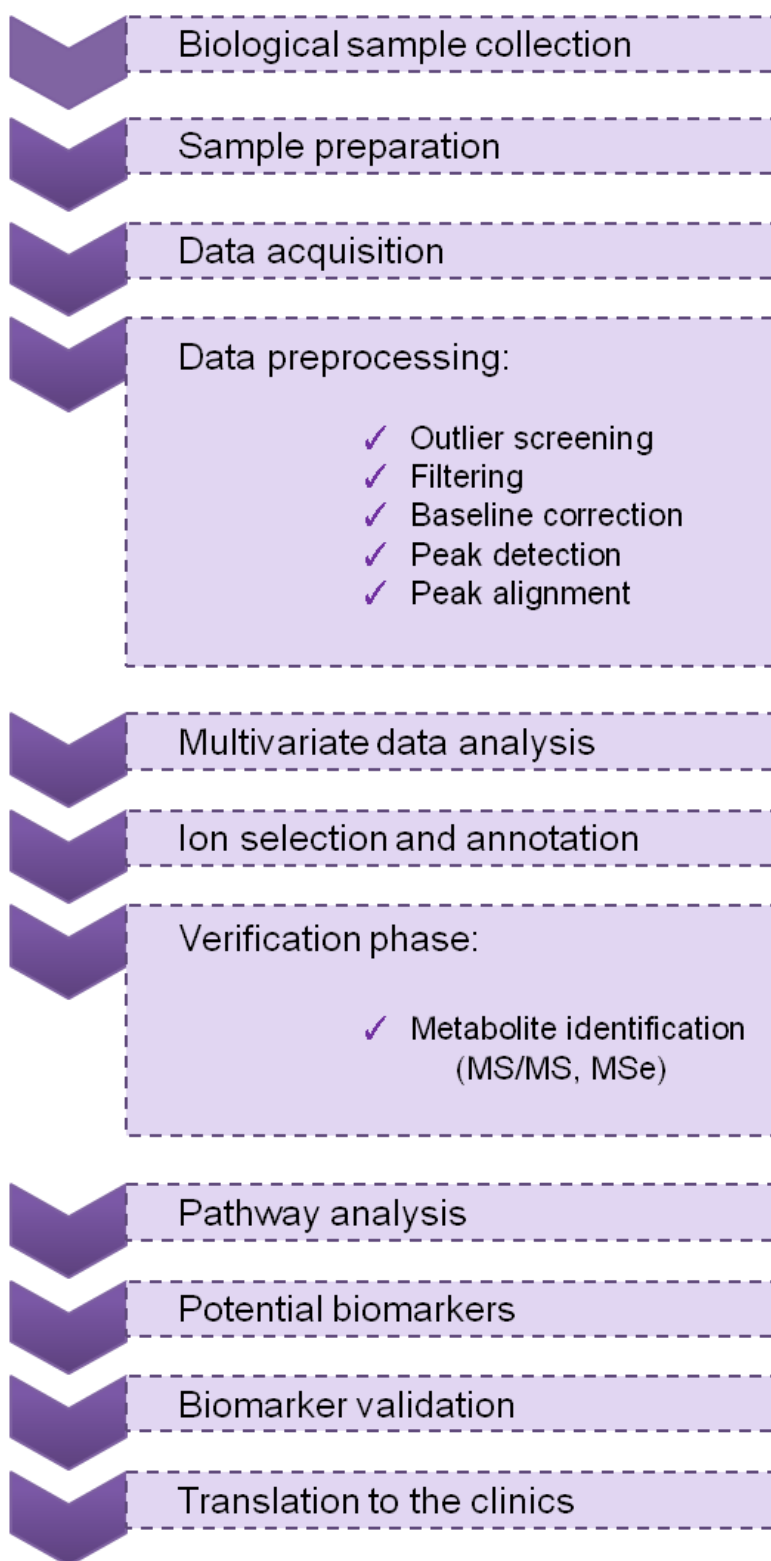 Biological sample collection
Sample preparation
Data acquisition
Data preprocessing:
✓ Outlier screening
✓ Filtering
✓ Baseline correction
✓ Peak detection
✓ Peak alignment
Multivariate data analysis
Ion selection and annotation
Verification phase:
✓ Metabolite identification
(MS/MS, MSe)
Pathway analysis
Potential biomarkers
Biomarker validation
Translation to the clinics